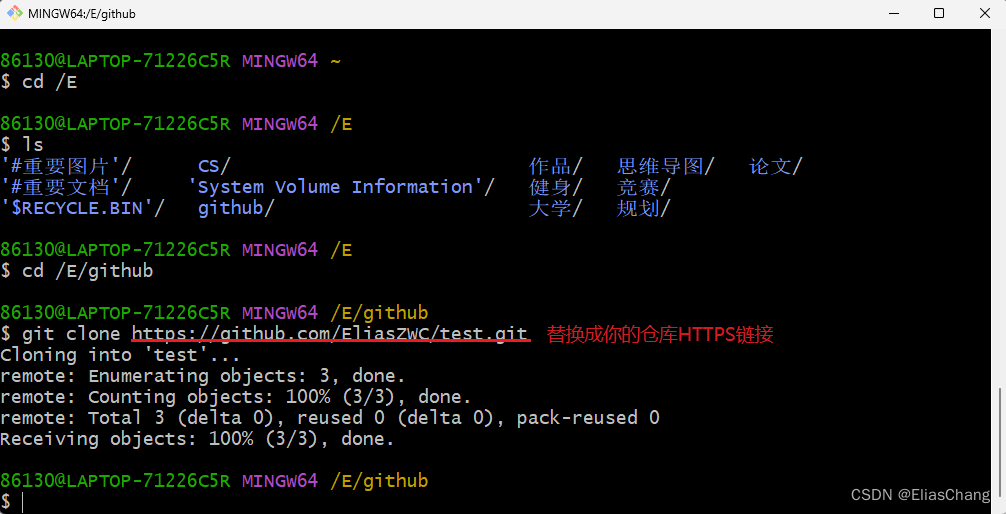 MINGW64:/E/github
86130@LAPTOP-71226C5R MINGW64 ~
$ cd /E
86130@LAPTOP-71226C5R MINGW64 /E
$ ls
'#重要图片'/ CS/ 作品/ 思维导图/ 论文/
'#重要文档'/ 'System Volume Information'/ 健身/ 竞赛/
'$RECYCLE.BIN'/ github/ 大学/ 规划/
86130@LAPTOP-71226C5R MINGW64 /E
$ cd /E/github
86130@LAPTOP-71226C5R MINGW64 /E/github
$ git clone https://github.com/EliasZWC/test.git 替换成你的仓库HTTPS链接
Cloning into 'test'...
remote: Enumerating objects: 3, done.
remote: Counting objects: 100% (3/3), done.
remote: Total 3 (delta 0), reused 0 (delta 0), pack-reused 0
Receiving objects: 100% (3/3), done.
86130@LAPTOP-71226C5R MINGW64 /E/github
$
CSDN @EliasChang